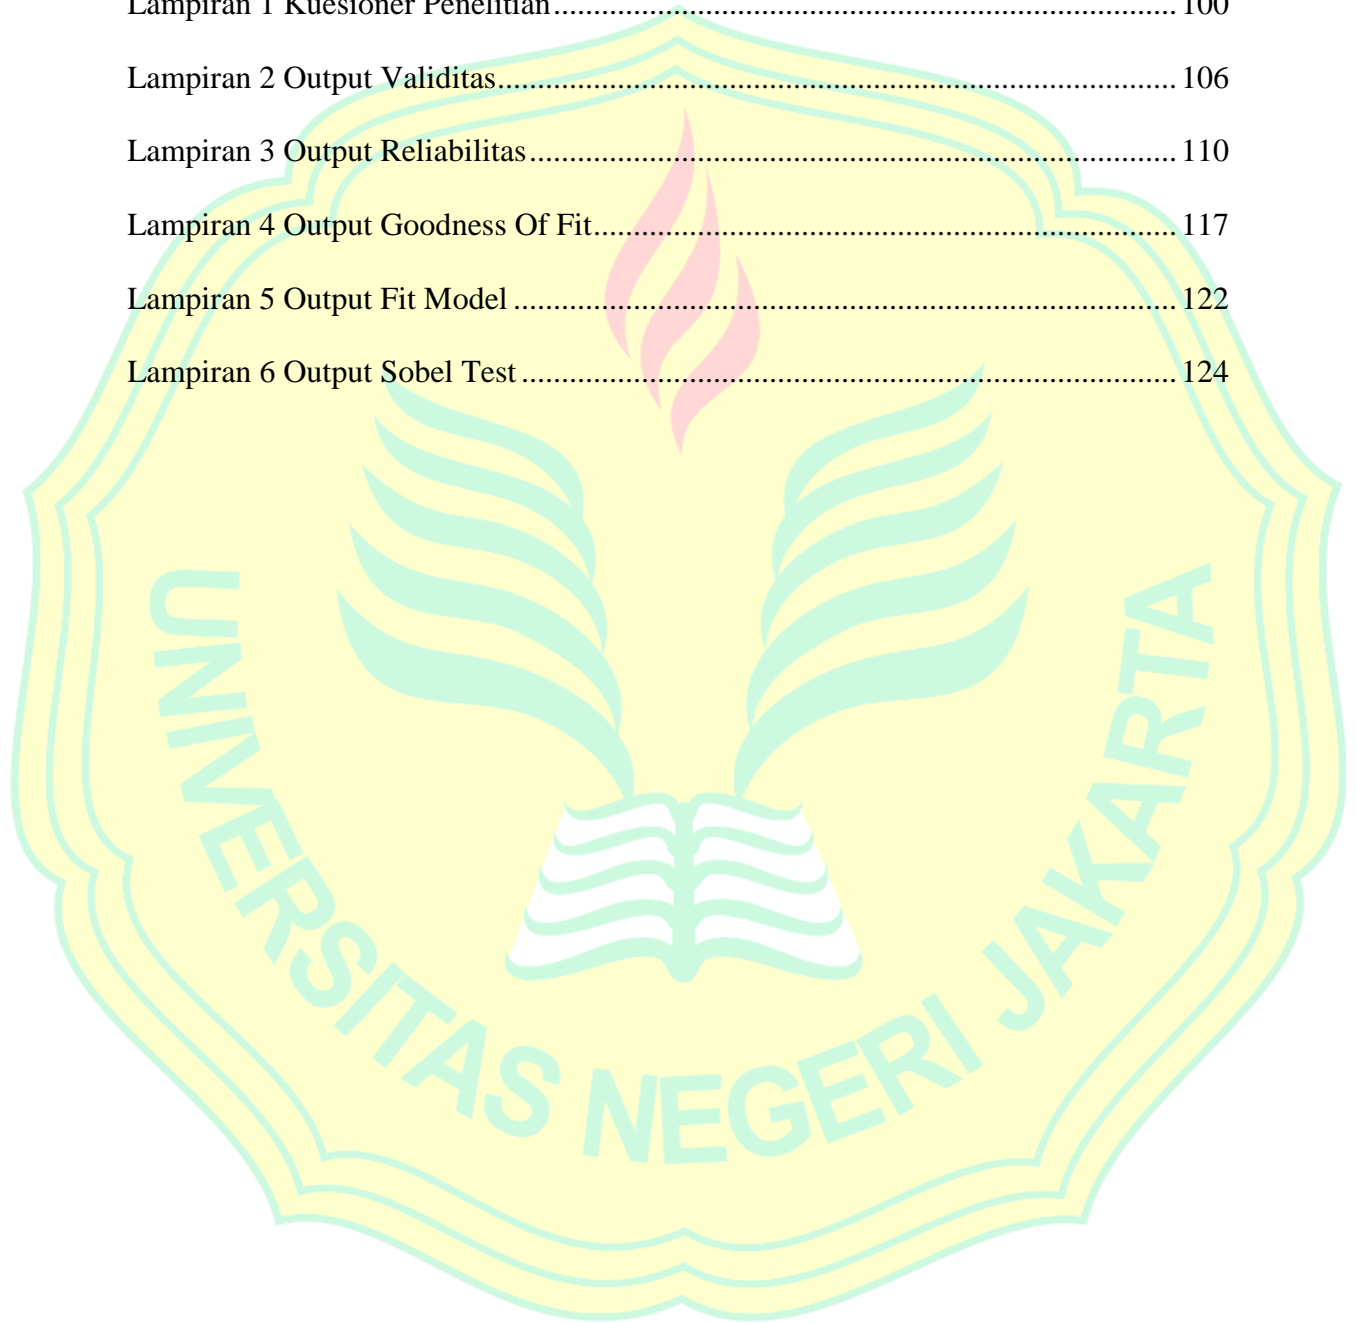 Lampiran 1 Kuesioner Penelitian.......................................................................... 100
Lampiran 2 Output Validitas................................................................................ 106
Lampiran 3 Output Reliabilitas............................................................................ 110
Lampiran 4 Output Goodness Of Fit..................................................................... 117
Lampiran 5 Output Fit Model .............................................................................. 122
Lampiran 6 Output Sobel Test ............................................................................. 124
UNIVERSITAS NEGERI JAKARTA